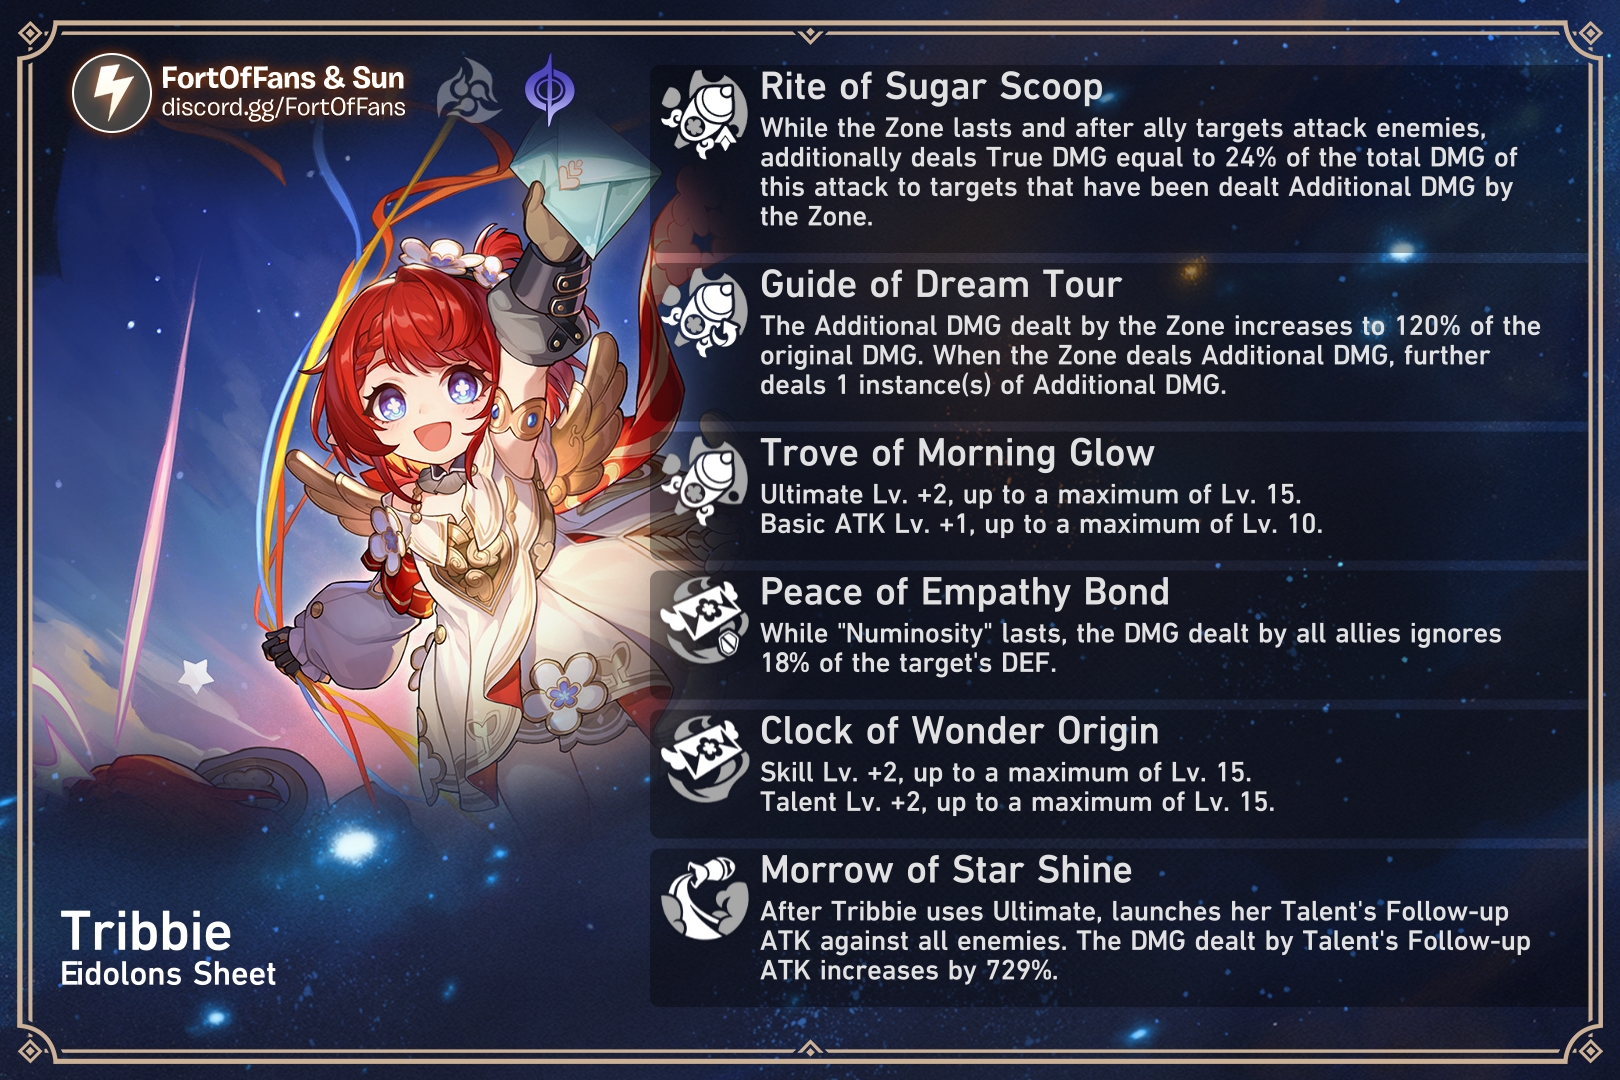 FortOfFans & Sun
discord.gg/FortOfFans
Rite of Sugar Scoop
While the Zone lasts and after ally targets attack enemies,
additionally deals True DMG equal to 24% of the total DMG of
this attack to targets that have been dealt Additional DMG by
the Zone.
Guide of Dream Tour
The Additional DMG dealt by the Zone increases to 120% of the
original DMG. When the Zone deals Additional DMG, further
deals 1 instance(s) of Additional DMG.
Trove of Morning Glow
Ultimate Lv. +2, up to a maximum of Lv. 15.
Basic ATK Lv. +1, up to a maximum of Lv. 10.
Peace of Empathy Bond
While "Numinosity" lasts, the DMG dealt by all allies ignores
18% of the target's DEF.
Clock of Wonder Origin
Skill Lv. +2, up to a maximum of Lv. 15.
Talent Lv. +2, up to a maximum of Lv. 15.
Morrow of Star Shine
After Tribbie uses Ultimate, launches her Talent's Follow-up
ATK against all enemies. The DMG dealt by Talent's Follow-up
ATK increases by 729%.
Tribbie
Eidolons Sheet